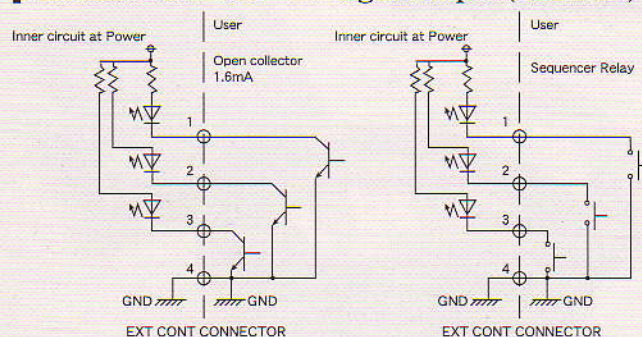 User
Inner circuit at Power
Open collector
1.6mA
1
2
3
4
GND
GND
EXT CONT CONNECTOR
User
Inner circuit at Power
Sequencer Relay
1
2
3
4
GND
GND
EXT CONT CONNECTOR